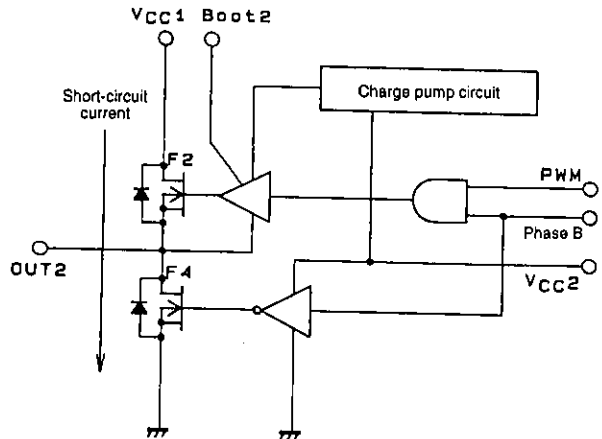 VCC1 Boot2
Short-circuit
current
Charge pump circuit
F2
PWM
Phase B
OUT2
F4
VCC2